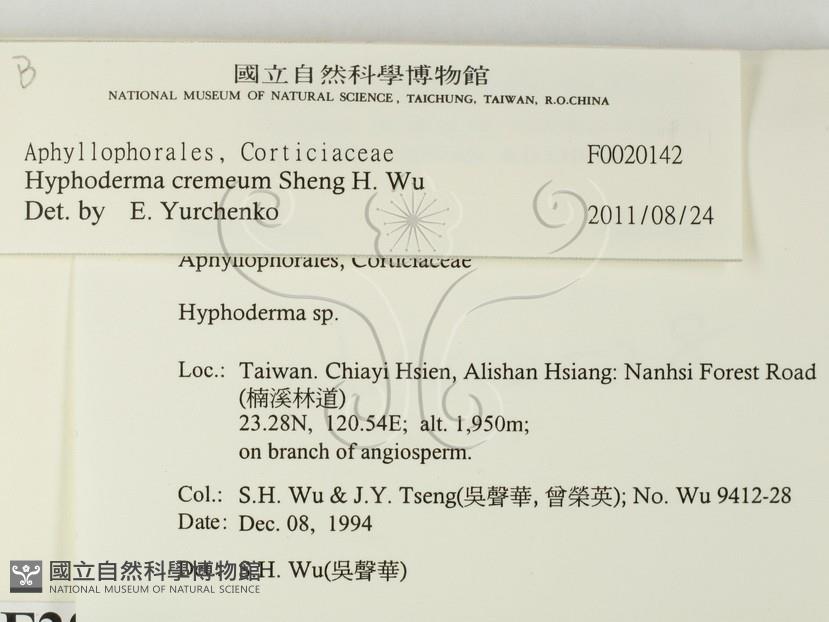 B
國立自然科學博物館
NATIONAL MUSEUM OF NATURAL SCIENCE, TAICHUNG, TAIWAN, R.O.CHINA
Aphyllophorales, Corticiaceae F0020142
Hyphoderma cremeum Sheng H. Wu
Det. by E. Yurchenko 2011/08/24
Aphyllophorales, Corticiaceae
Hyphoderma sp.
Loc.: Taiwan. Chiayi Hsien, Alishan Hsiang: Nanhsi Forest Road
(楠溪林道)
23.28N, 120.54E; alt. 1,950m;
on branch of angiosperm.
Col.: S.H. Wu & J.Y. Tseng(吳聲華, 曾榮英); No. Wu 9412-28
Date: Dec. 08, 1994
S.H. Wu(吳聲華)
國立自然科學博物館
NATIONAL MUSEUM OF NATURAL SCIENCE